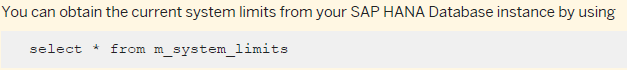 You can obtain the current system limits from your SAP HANA Database instance by using
select * from m_system_limits